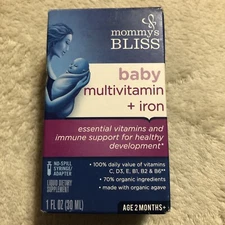 mommy's
BLISS
baby
multivitamin
+ iron
essential vitamins and
immune support for healthy
development*
• 100% daily value of vitamins
C, D3, E, B1, B2 & B6**
• 70% organic ingredients
• made with organic agave
NO-SPILL
SYRINGE/
ADAPTER
LIQUID DIETARY
SUPPLEMENT
1 FL OZ (30 ML)
AGE 2 MONTHS+